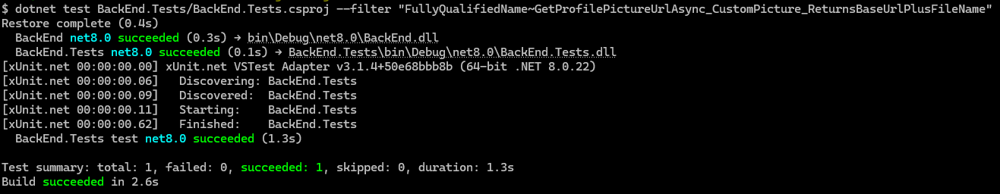 $ dotnet test BackEnd.Tests/BackEnd.Tests.csproj --filter "FullyQualifiedName~GetProfilePictureUrlAsync_CustomPicture_ReturnsBaseUrlPlusFileName"
Restore complete (0.4s)
  BackEnd net8.0 succeeded (0.3s) → bin\Debug\net8.0\BackEnd.dll
  BackEnd.Tests net8.0 succeeded (0.1s) → BackEnd.Tests\bin\Debug\net8.0\BackEnd.Tests.dll
[xUnit.net 00:00:00.00] xUnit.net VSTest Adapter v3.1.4+50e68bbb8b (64-bit .NET 8.0.22)
[xUnit.net 00:00:00.06]   Discovering: BackEnd.Tests
[xUnit.net 00:00:00.09]   Discovered:  BackEnd.Tests
[xUnit.net 00:00:00.11]   Starting:    BackEnd.Tests
[xUnit.net 00:00:00.62]   Finished:    BackEnd.Tests
  BackEnd.Tests test net8.0 succeeded (1.3s)

Test summary: total: 1, failed: 0, succeeded: 1, skipped: 0, duration: 1.3s
Build succeeded in 2.6s